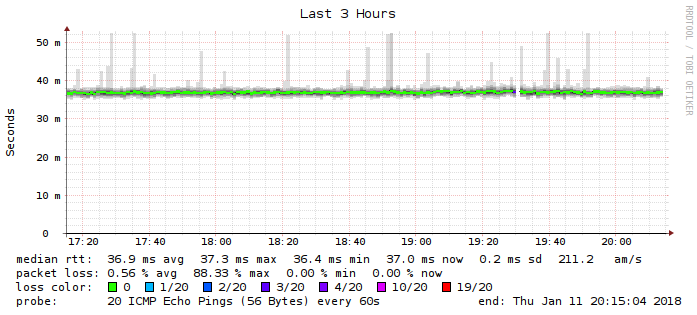 Last 3 Hours
RRDTOOL / TOBI OETIKER
Seconds
50 m
40 m
30 m
20 m
10 m
0
17:20 17:40 18:00 18:20 18:40 19:00 19:20 19:40 20:00
median rtt: 36.9 ms avg 37.3 ms max 36.4 ms min 37.0 ms now 0.2 ms sd 211.2 am/s
packet loss: 0.56 % avg 88.33 % max 0.00 % min 0.00 % now
loss color: 0 1/20 2/20 3/20 4/20 10/20 19/20
probe: 20 ICMP Echo Pings (56 Bytes) every 60s end: Thu Jan 11 20:15:04 2018